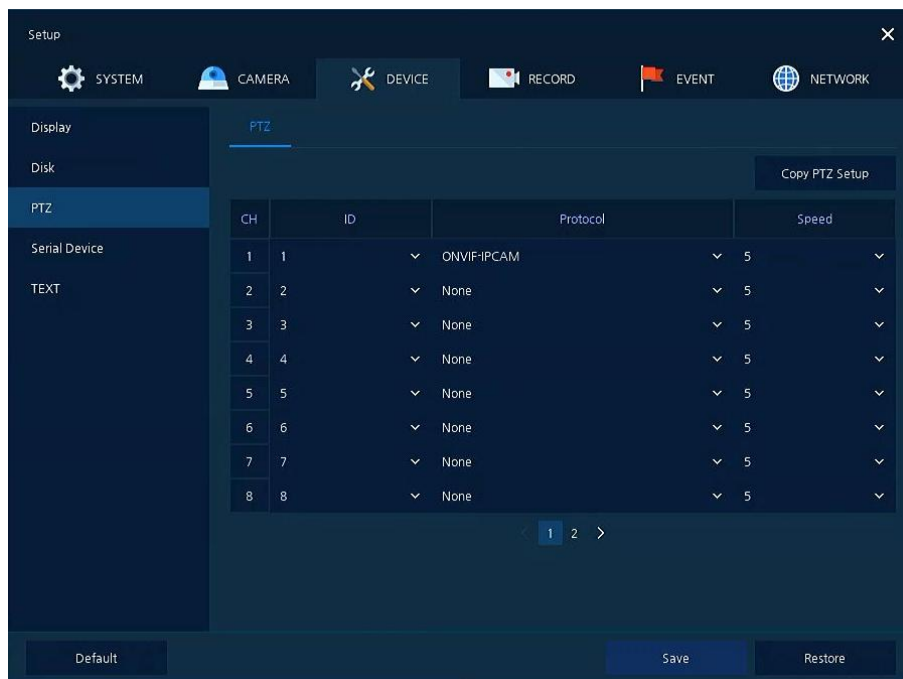 Setup
SYSTEM CAMERA DEVICE RECORD EVENT NETWORK
Display
Disk
PTZ
Serial Device
TEXT
PTZ
Copy PTZ Setup
CH ID Protocol Speed
1 1 ONVIF-IPCAM 5
2 2 None 5
3 3 None 5
4 4 None 5
5 5 None 5
6 6 None 5
7 7 None 5
8 8 None 5
1 2
Default Save Restore